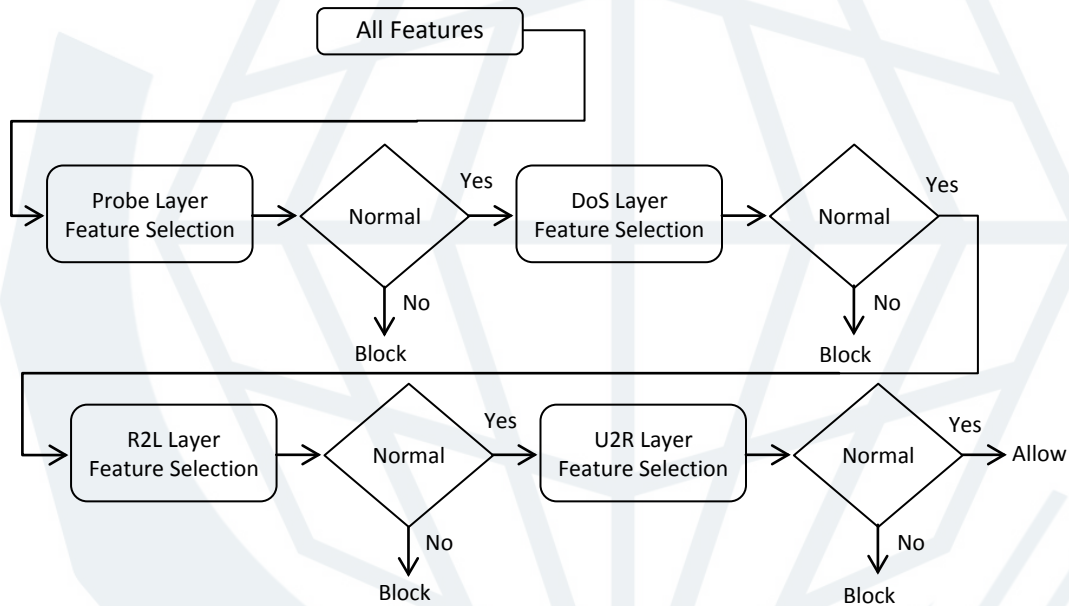 All Features
Probe Layer
Feature Selection
Normal
Yes
No
Block
DoS Layer
Feature Selection
Normal
Yes
No
Block
R2L Layer
Feature Selection
Normal
Yes
No
Block
U2R Layer
Feature Selection
Normal
Yes
Allow
No
Block